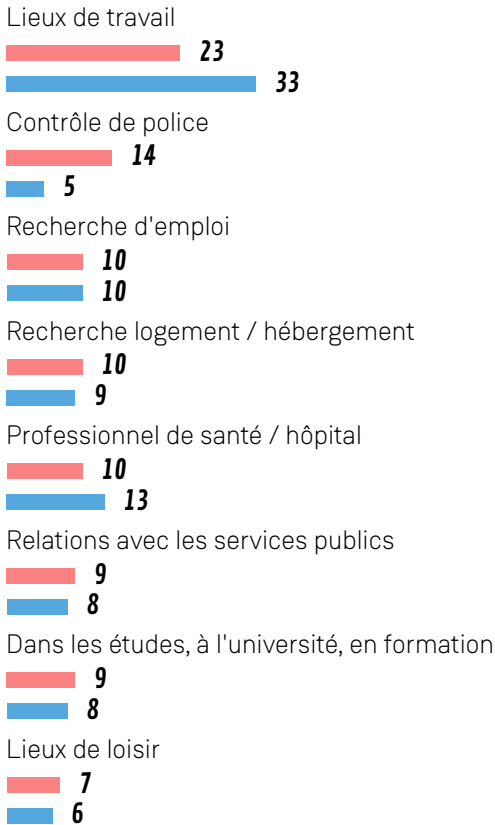 Lieux de travail
23
33
Contrôle de police
14
5
Recherche d'emploi
10
10
Recherche logement / hébergement
10
9
Professionnel de santé / hôpital
10
13
Relations avec les services publics
9
8
Dans les études, à l'université, en formation
9
8
Lieux de loisir
7
6